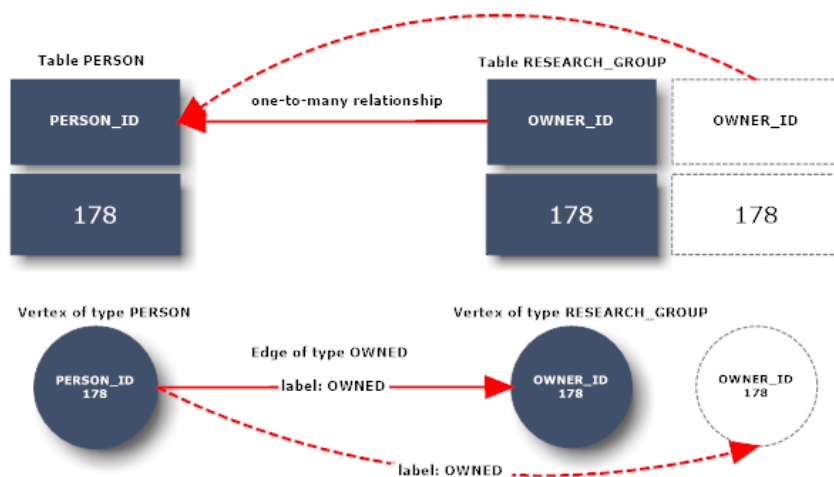 Table PERSON
Table RESEARCH_GROUP
one-to-many relationship
PERSON_ID
OWNER_ID
OWNER_ID
178
178
178
Vertex of type PERSON
Vertex of type RESEARCH_GROUP
Edge of type OWNED
PERSON_ID
178
label: OWNED
OWNER_ID
178
OWNER_ID
178
label: OWNED